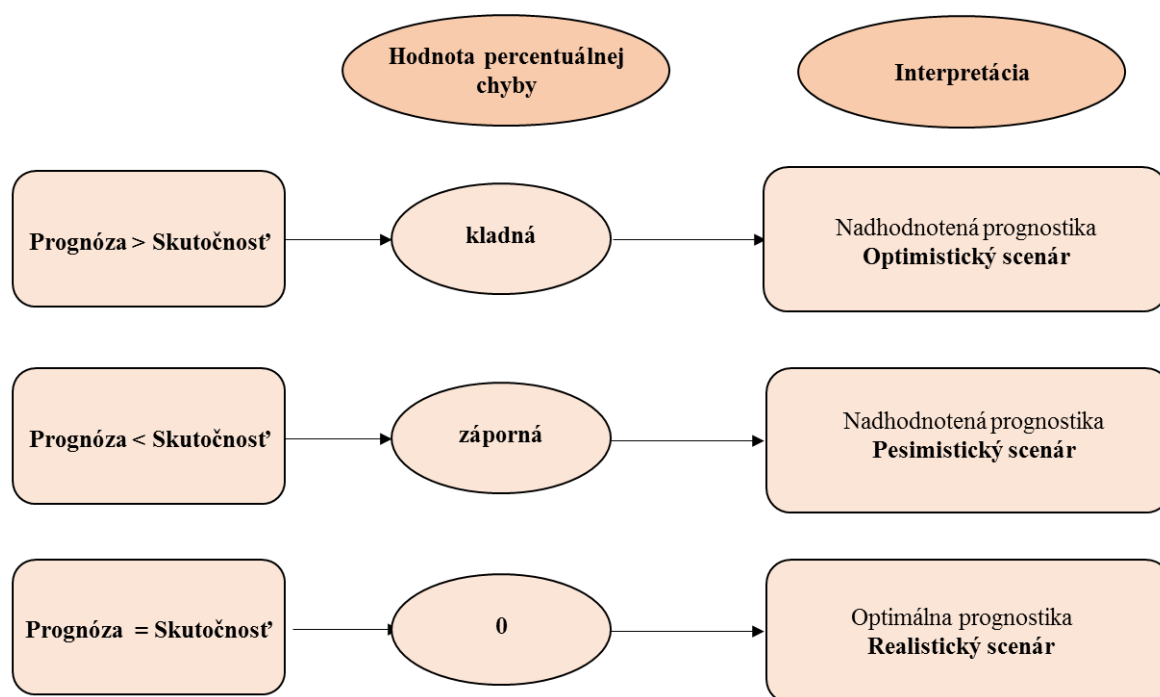 Hodnota percentuálnej
chyby
Interpretácia
Prognóza > Skutočnosť
kladná
Nadhodnotená prognostika
Optimistický scenár
Prognóza < Skutočnosť
záporná
Nadhodnotená prognostika
Pesimistický scenár
Prognóza = Skutočnosť
0
Optimálna prognostika
Realistický scenár